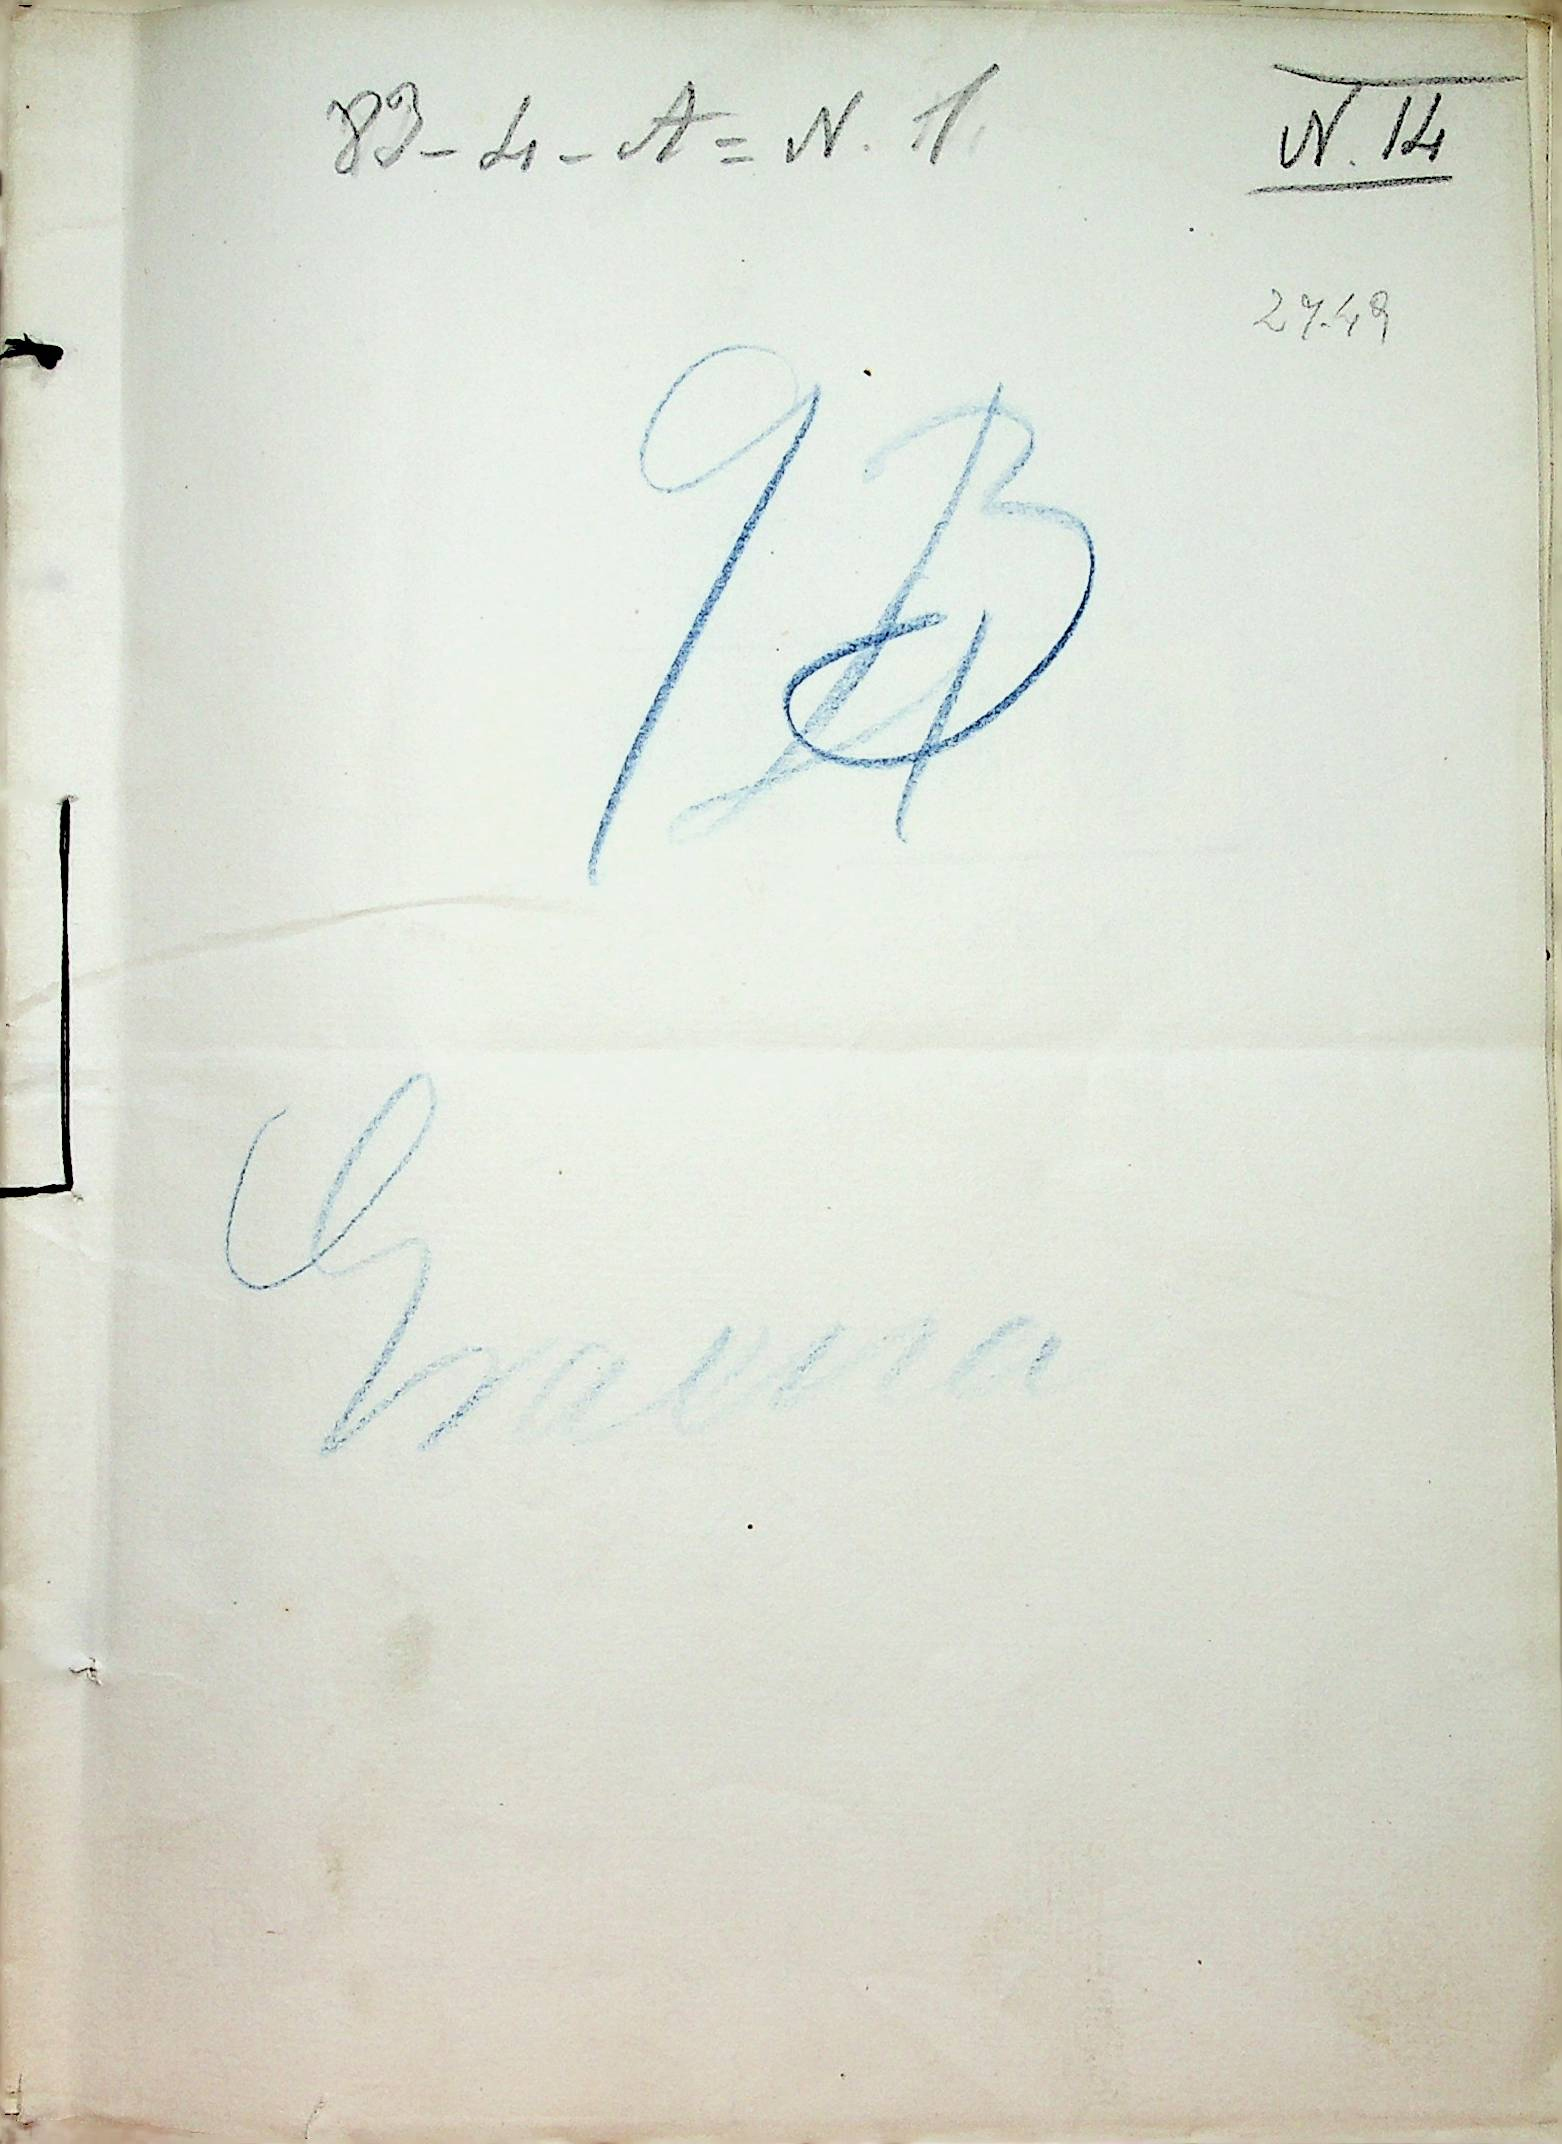 83-4-A = N. 1
N. 14
27-49
9B
Gravina